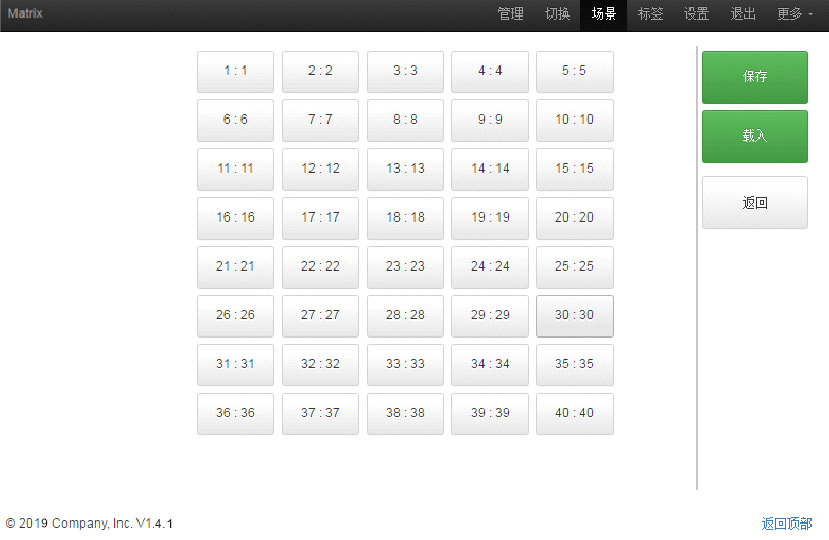 Matrix 管理 切换 场景 标签 设置 退出 更多
1 : 1 2 : 2 3 : 3 4 : 4 5 : 5 保存
6 : 6 7 : 7 8 : 8 9 : 9 10 : 10
11 : 11 12 : 12 13 : 13 14 : 14 15 : 15 载入
16 : 16 17 : 17 18 : 18 19 : 19 20 : 20 返回
21 : 21 22 : 22 23 : 23 24 : 24 25 : 25
26 : 26 27 : 27 28 : 28 29 : 29 30 : 30
31 : 31 32 : 32 33 : 33 34 : 34 35 : 35
36 : 36 37 : 37 38 : 38 39 : 39 40 : 40
© 2019 Company, Inc. V1.4.1 返回顶部